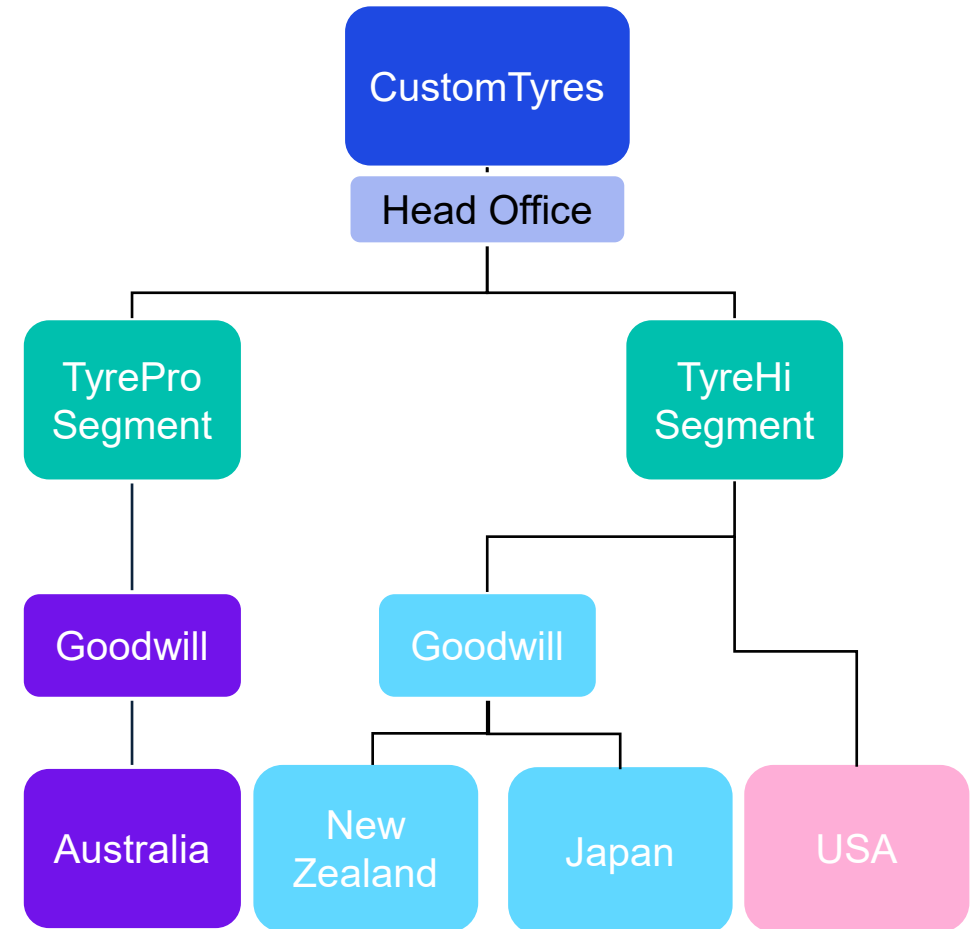 CustomTyres
Head Office
TyrePro
Segment
TyreHi
Segment
Goodwill
Goodwill
Australia
New
Zealand
Japan
USA